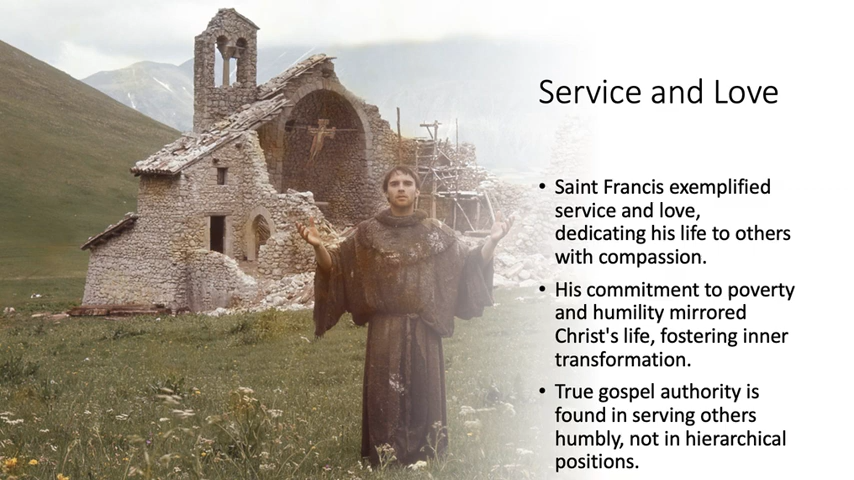 Service and Love
• Saint Francis exemplified
service and love,
dedicating his life to others
with compassion.
• His commitment to poverty
and humility mirrored
Christ's life, fostering inner
transformation.
• True gospel authority is
found in serving others
humbly, not in hierarchical
positions.